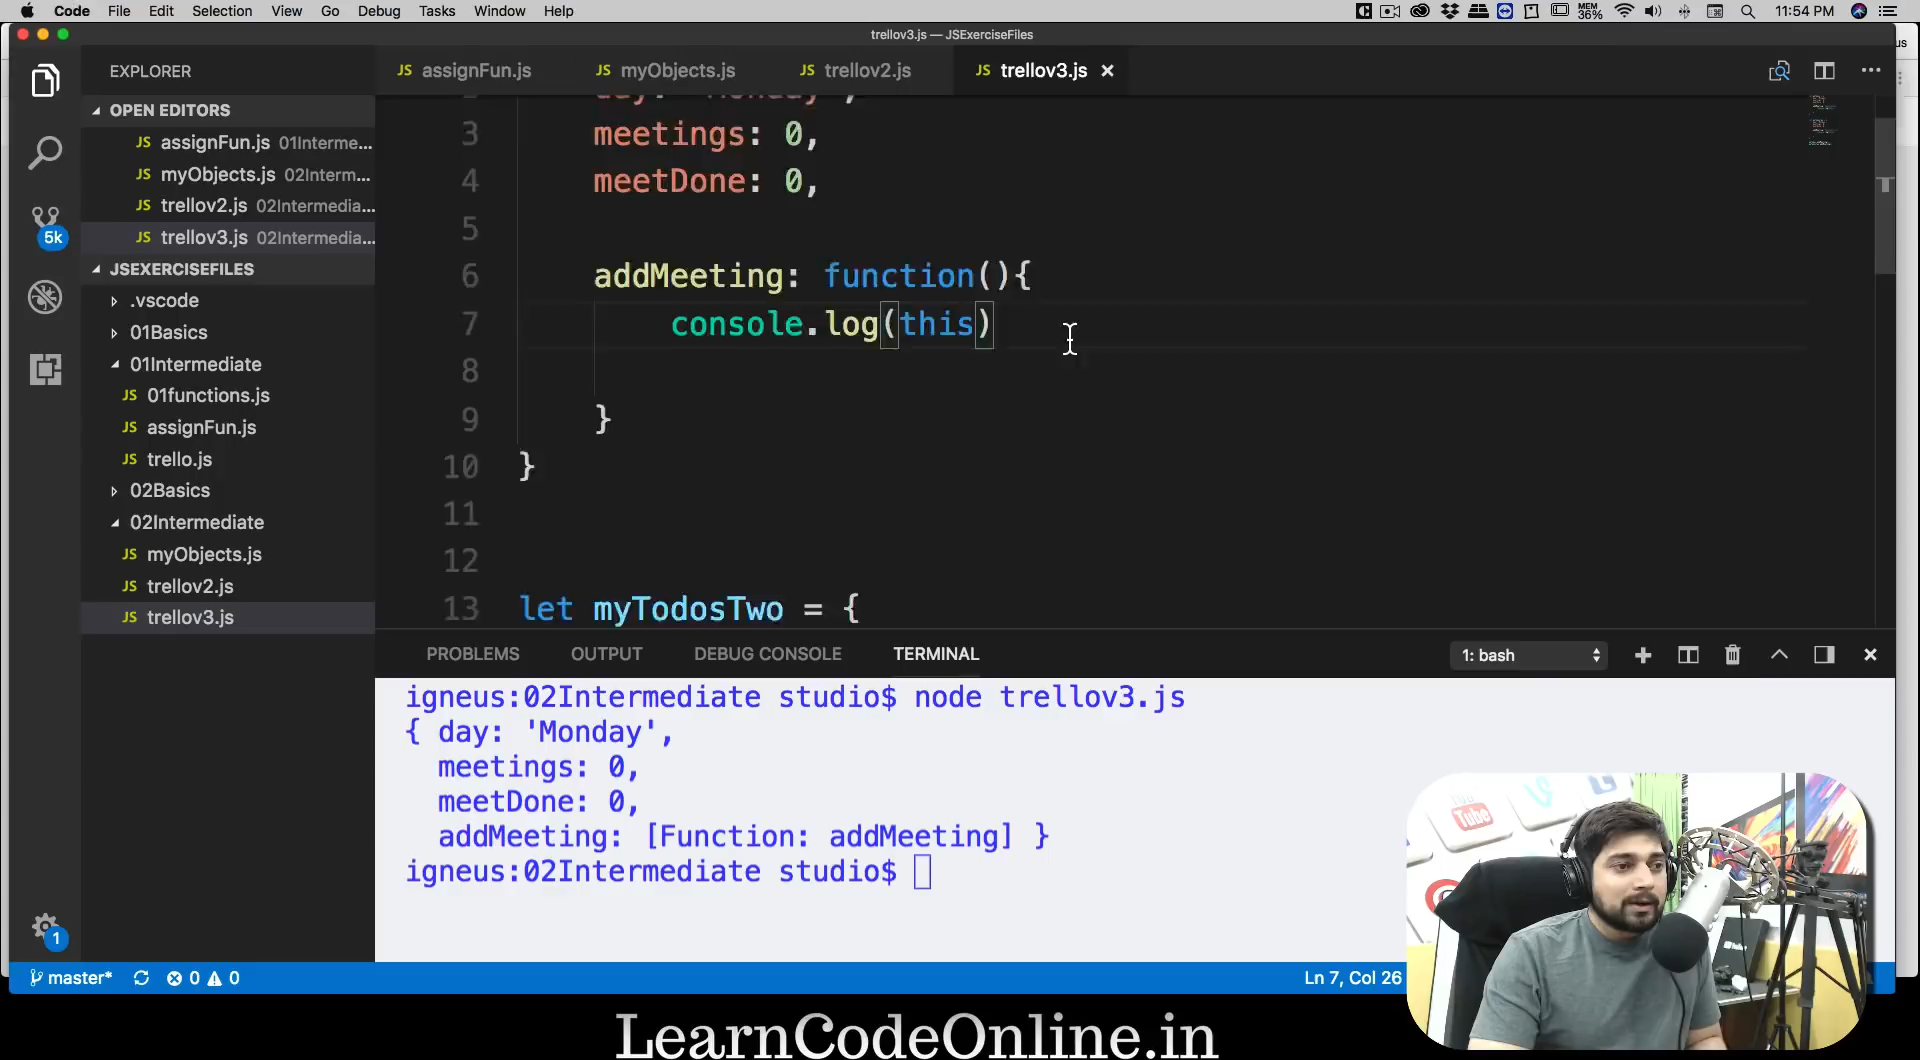 Code File Edit Selection View Go Debug Tasks Window Help
MEM 36% 11:54 PM
trellov3.js — JSExerciseFiles
EXPLORER
JS assignFun.js JS myObjects.js JS trellov2.js JS trellov3.js
OPEN EDITORS
JS assignFun.js 01Interme...
JS myObjects.js 02Interm...
JS trellov2.js 02Intermedia...
JS trellov3.js 02Intermedia...
5k
JSEXERCISEFILES
.vscode
01Basics
01Intermediate
JS 01functions.js
JS assignFun.js
JS trello.js
02Basics
02Intermediate
JS myObjects.js
JS trellov2.js
JS trellov3.js
1
3 meetings: 0,
4 meetDone: 0,
5
6 addMeeting: function(){
7 console.log(this)
8
9 }
10 }
11
12
13 let myTodosTwo = {
PROBLEMS OUTPUT DEBUG CONSOLE TERMINAL 1: bash
igneus:02Intermediate studio$ node trellov3.js
{ day: 'Monday',
meetings: 0,
meetDone: 0,
addMeeting: [Function: addMeeting] }
igneus:02Intermediate studio$
master* 0 0 Ln 7, Col 26
LearnCodeOnline.in